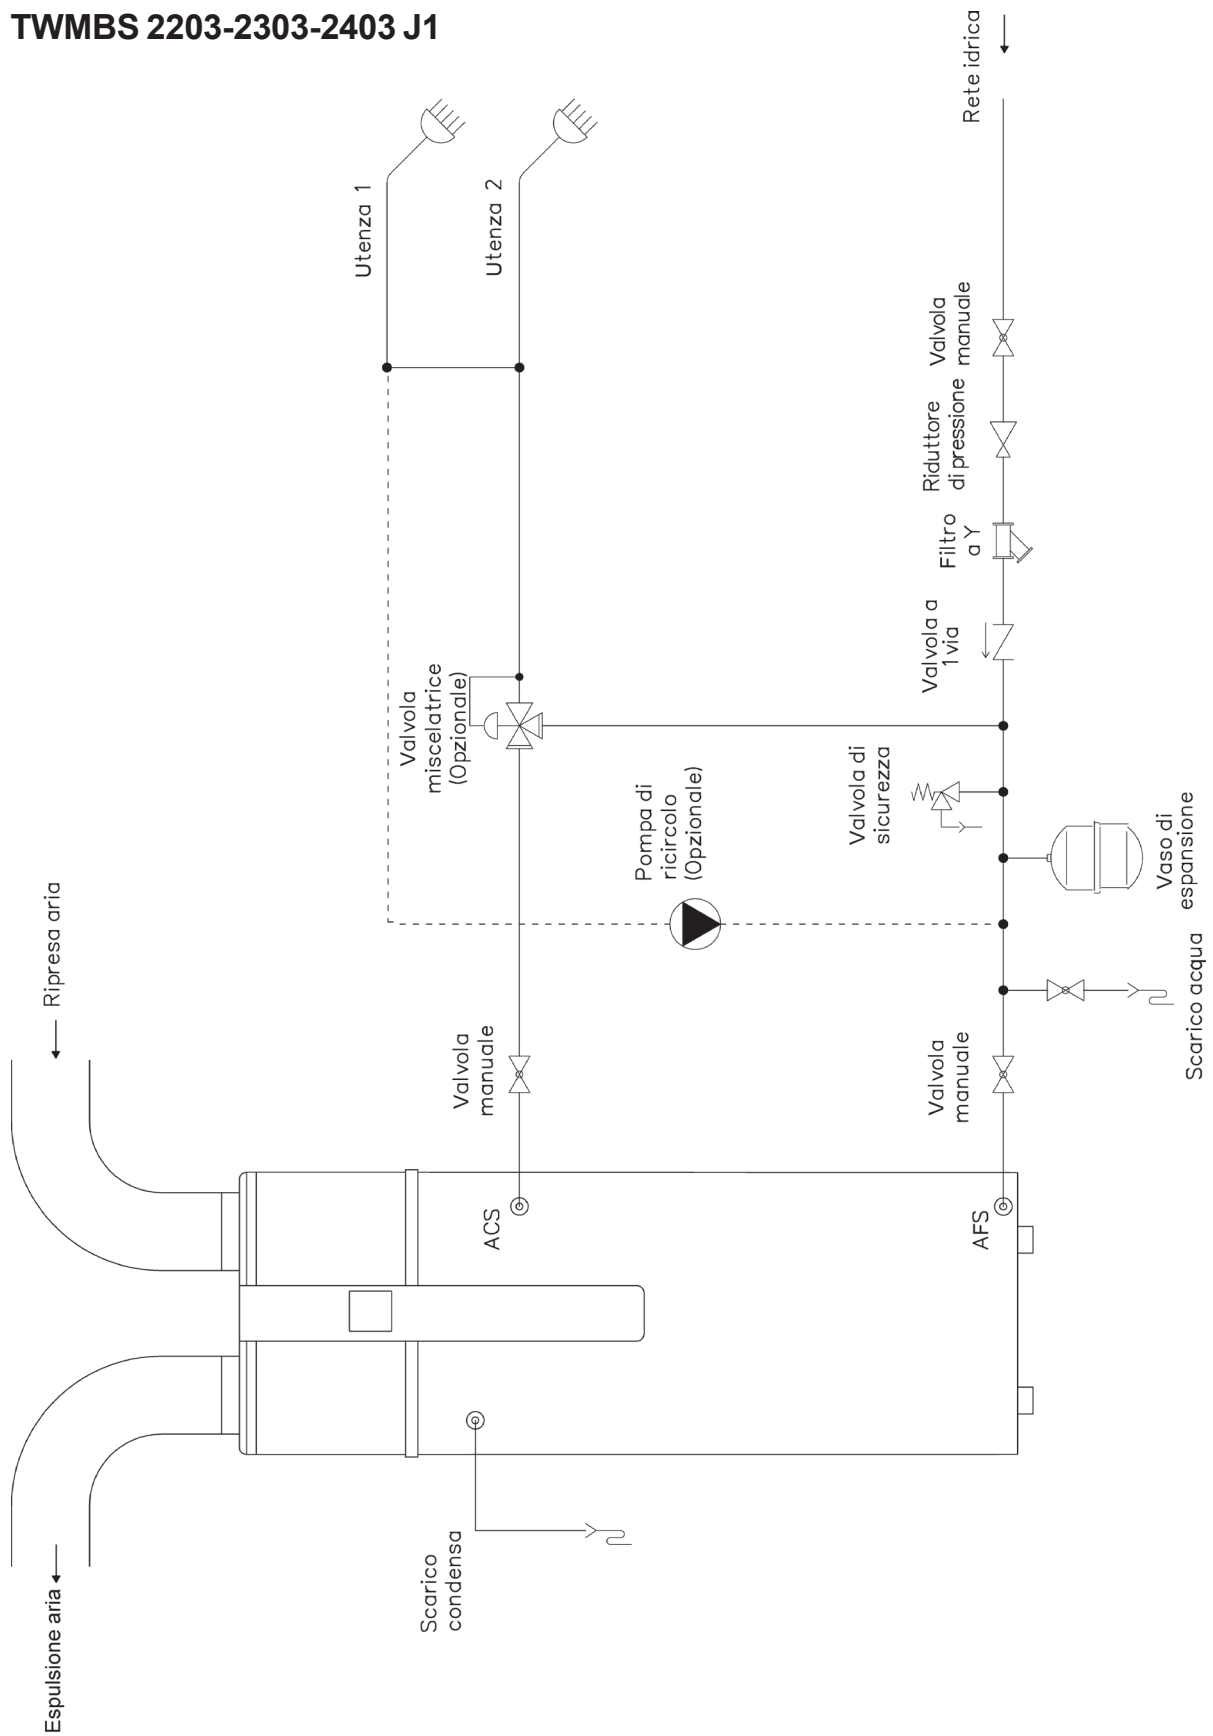 TWMBS 2203-2303-2403 J1
Rete idrica
Utenza 1
Utenza 2
Valvola
manuale
Riduttore
di pressione
Filtro
a Y
Valvola a
1 via
Valvola
miscelatrice
(Opzionale)
Valvola di
sicurezza
Pompa di
ricircolo
(Opzionale)
Vaso di
espansione
Ripresa aria
Scarico acqua
Valvola
manuale
Valvola
manuale
ACS
AFS
Scarico
condensa
Espulsione aria